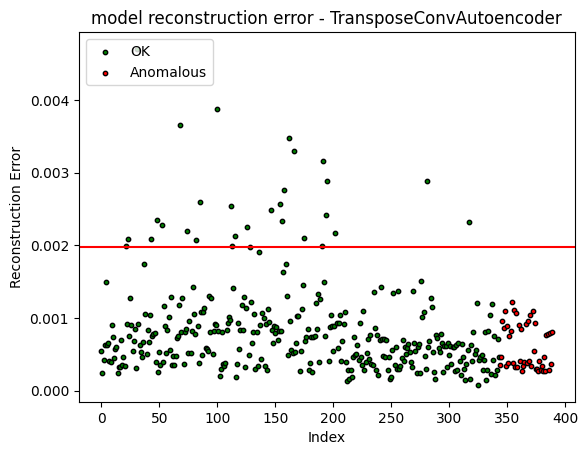 model reconstruction error - TransposeConvAutoencoder
OK
Anomalous
0.004
0.003
0.002
0.001
0.000
Reconstruction Error
0
50
100
150
200
250
300
350
400
Index